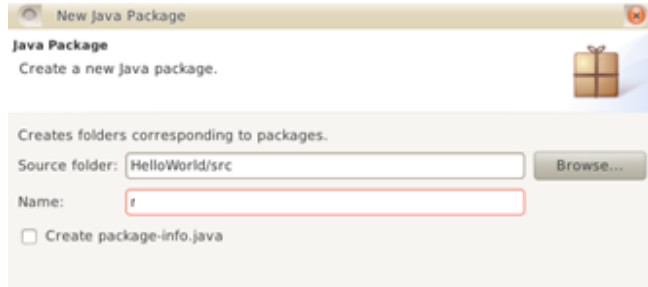 New Java Package
Java Package
Create a new Java package.
Creates folders corresponding to packages.
Source folder: HelloWorld/src Browse...
Name: r
Create package-info.java